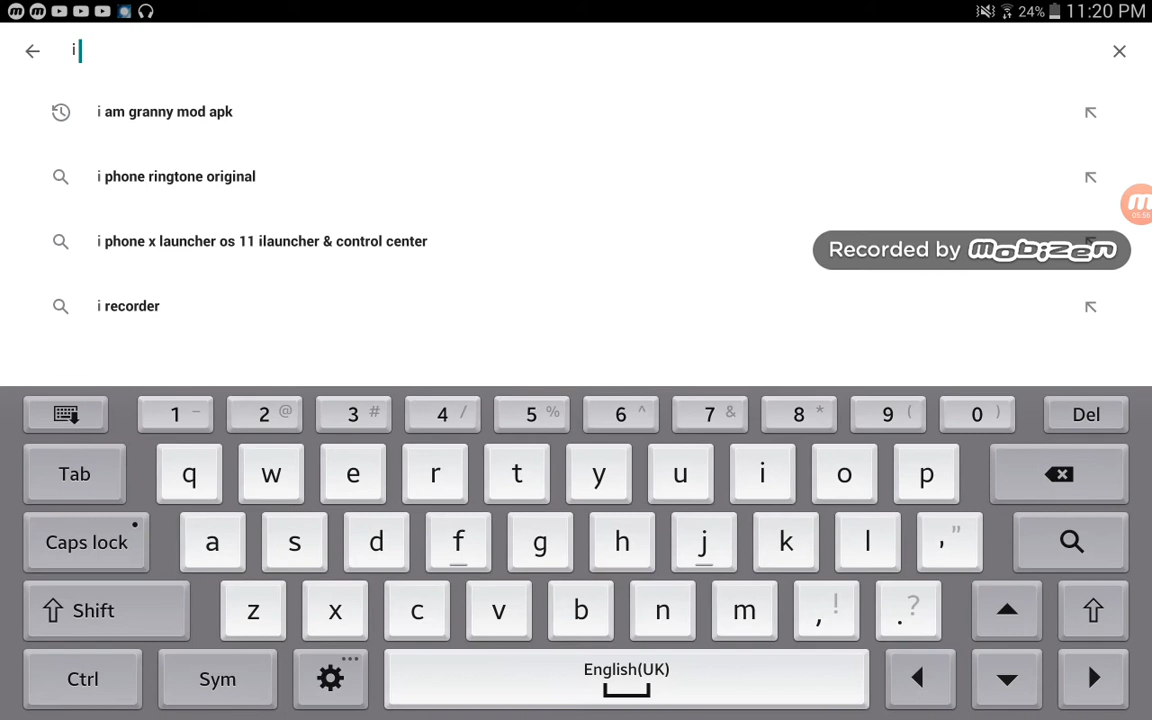 24% 11:20 PM
i
i am granny mod apk
i phone ringtone original
i phone x launcher os 11 ilauncher & control center
i recorder
05:56
Recorded by mobizen
1 - 2 @ 3 # 4 / 5 % 6 ^ 7 & 8 * 9 ( 0 ) Del
Tab q w e r t y u i o p
Caps lock a s d f g h j k l ' "
Shift z x c v b n m , ! . ?
Ctrl Sym English(UK)